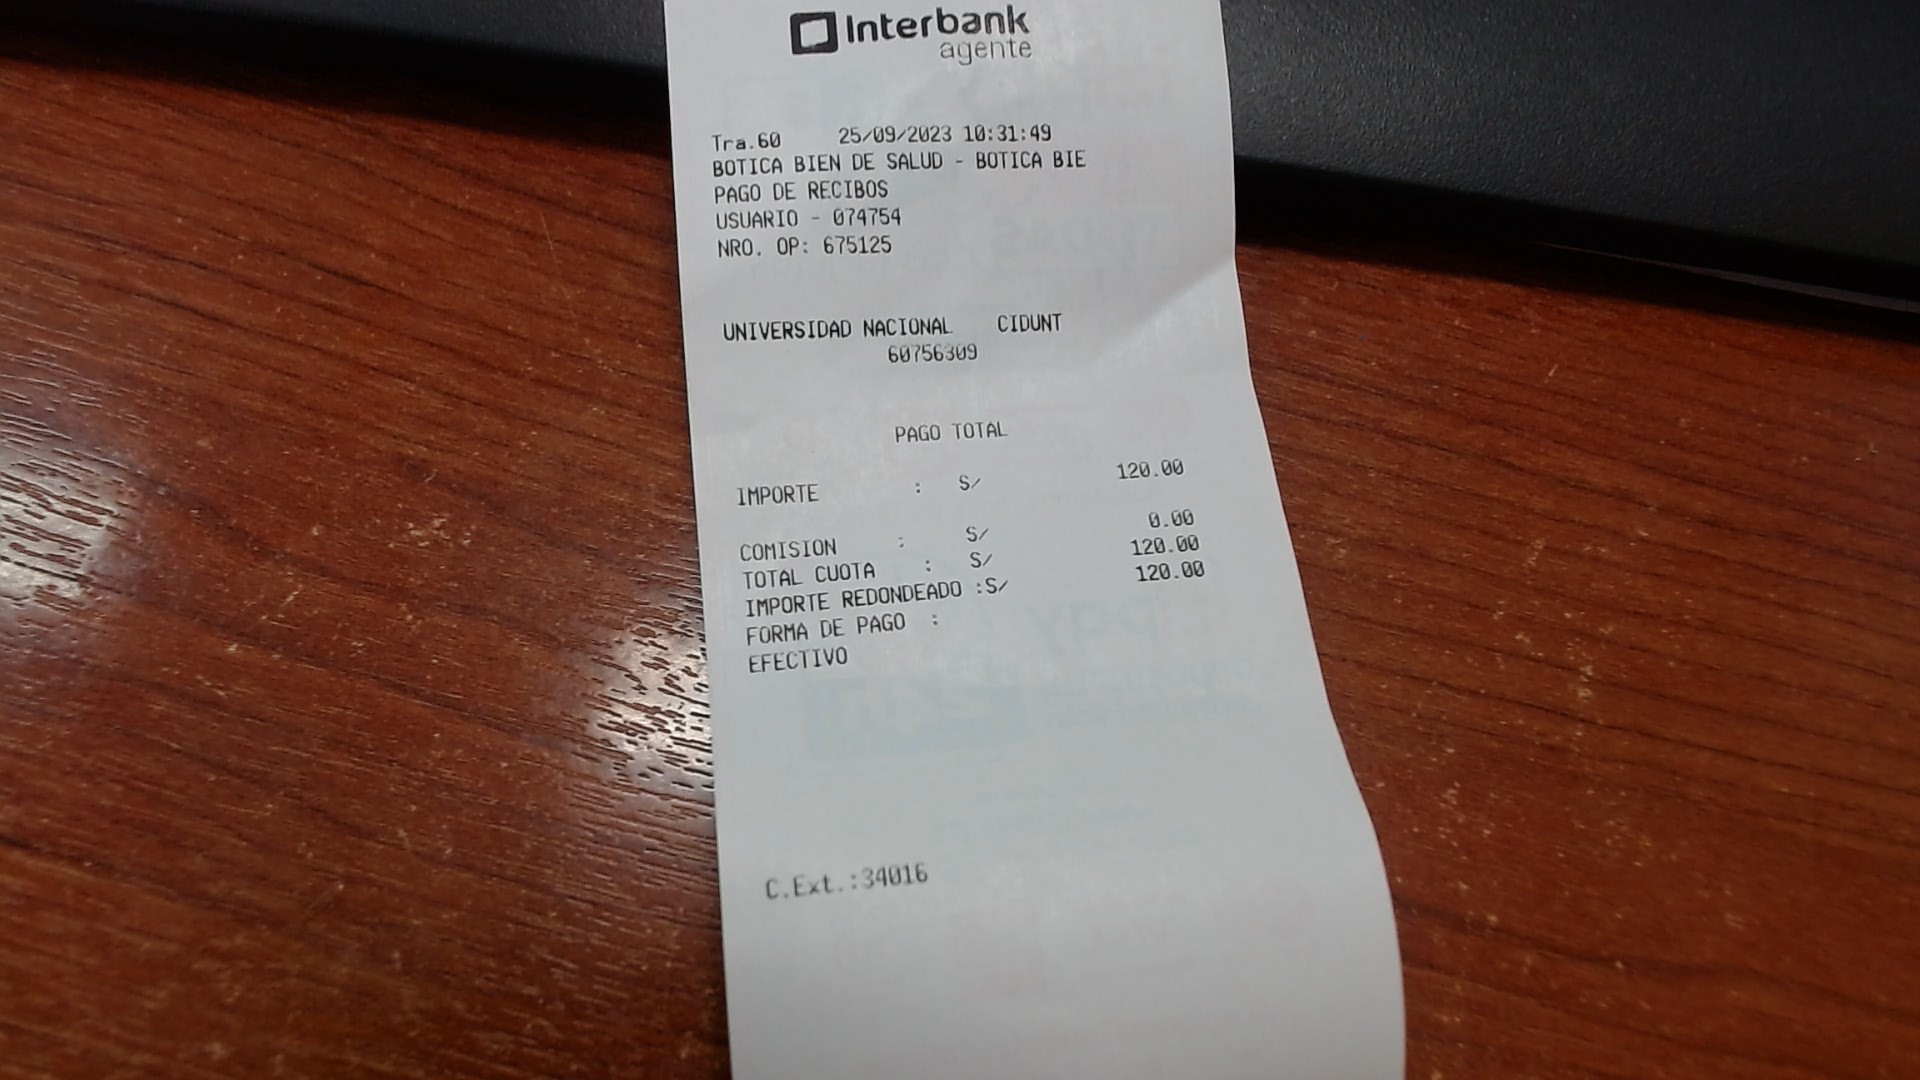 Interbank
agente
Tra.60 25/09/2023 10:31:49
BOTICA BIEN DE SALUD - BOTICA BIE
PAGO DE RECIBOS
USUARIO - 074754
NRO. OP: 675125
UNIVERSIDAD NACIONAL CIDUNT
60756309
PAGO TOTAL
IMPORTE : S/ 120.00
COMISION : S/ 0.00
TOTAL CUOTA : S/ 120.00
IMPORTE REDONDEADO :S/ 120.00
FORMA DE PAGO :
EFECTIVO
C.Ext.:34016